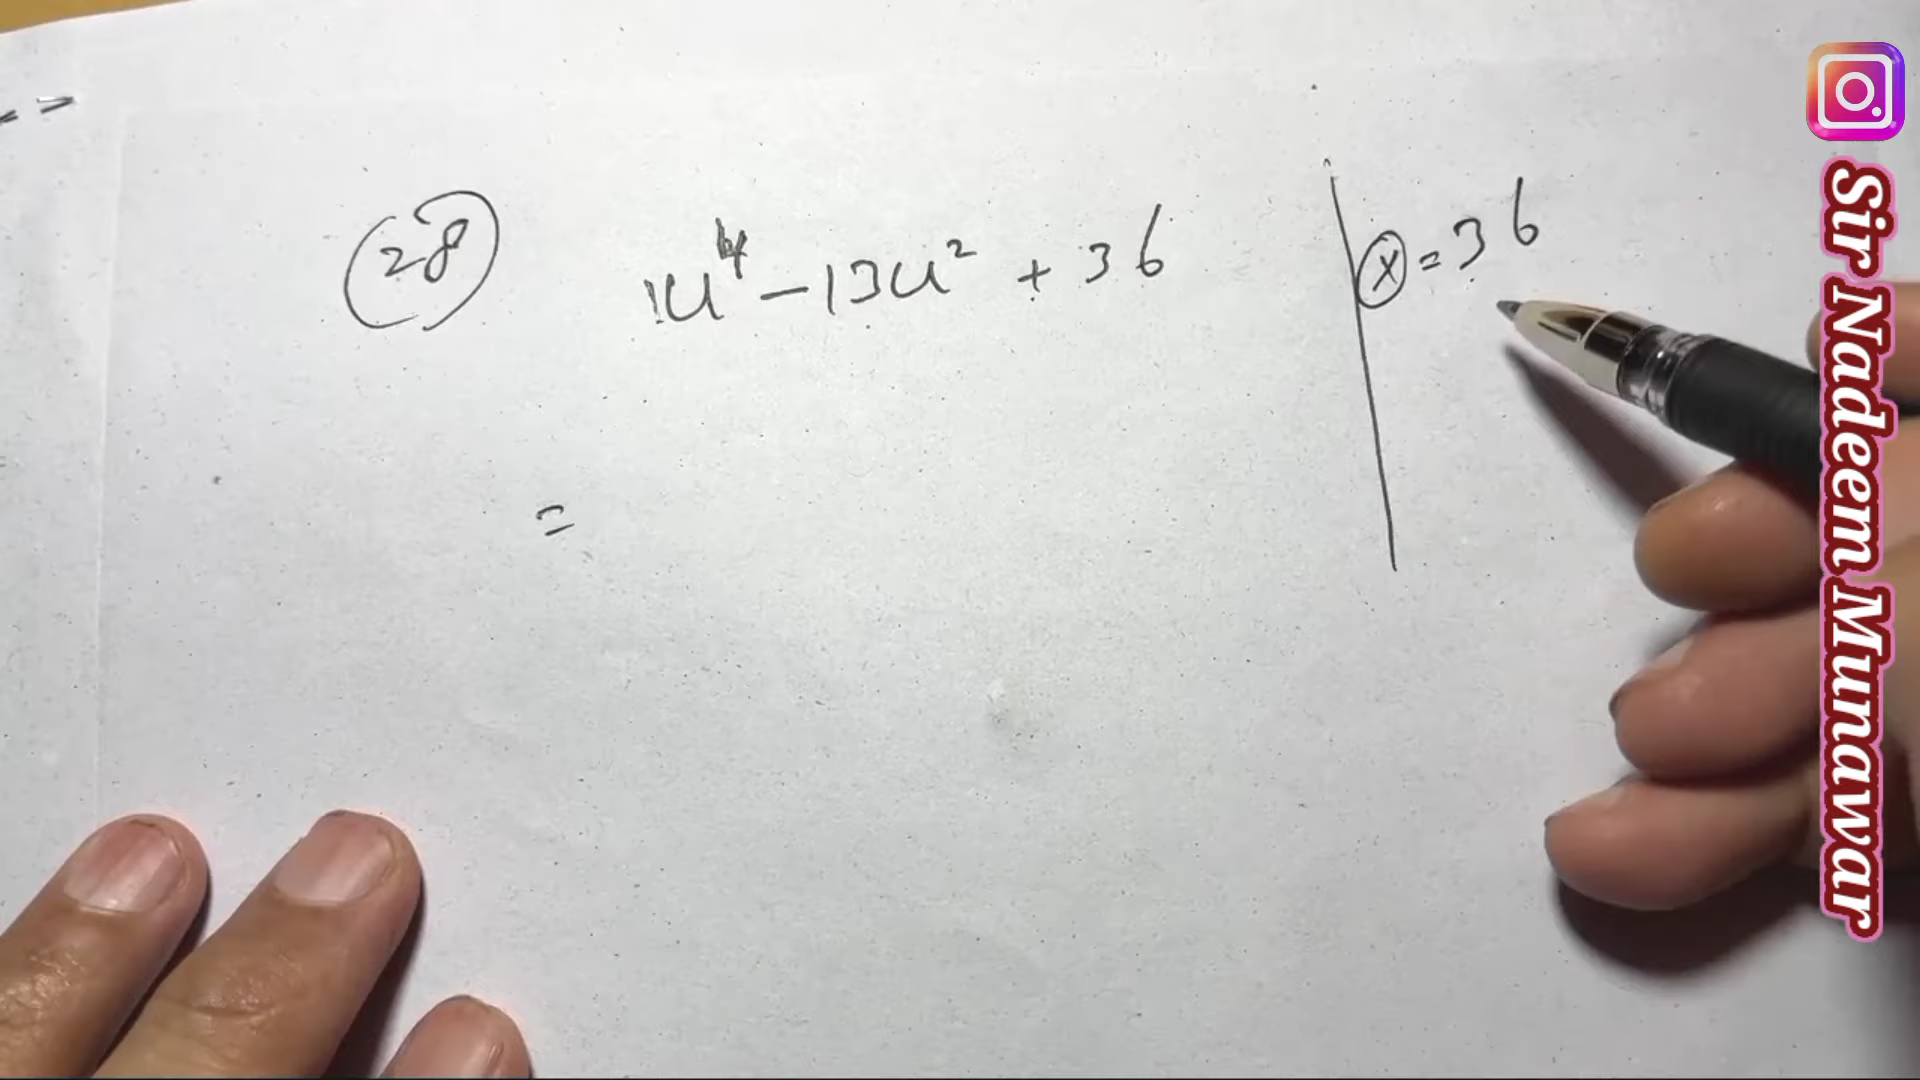 28 u⁴ - 13u² + 36
x = 36
=
Sir Nadeem Munawar